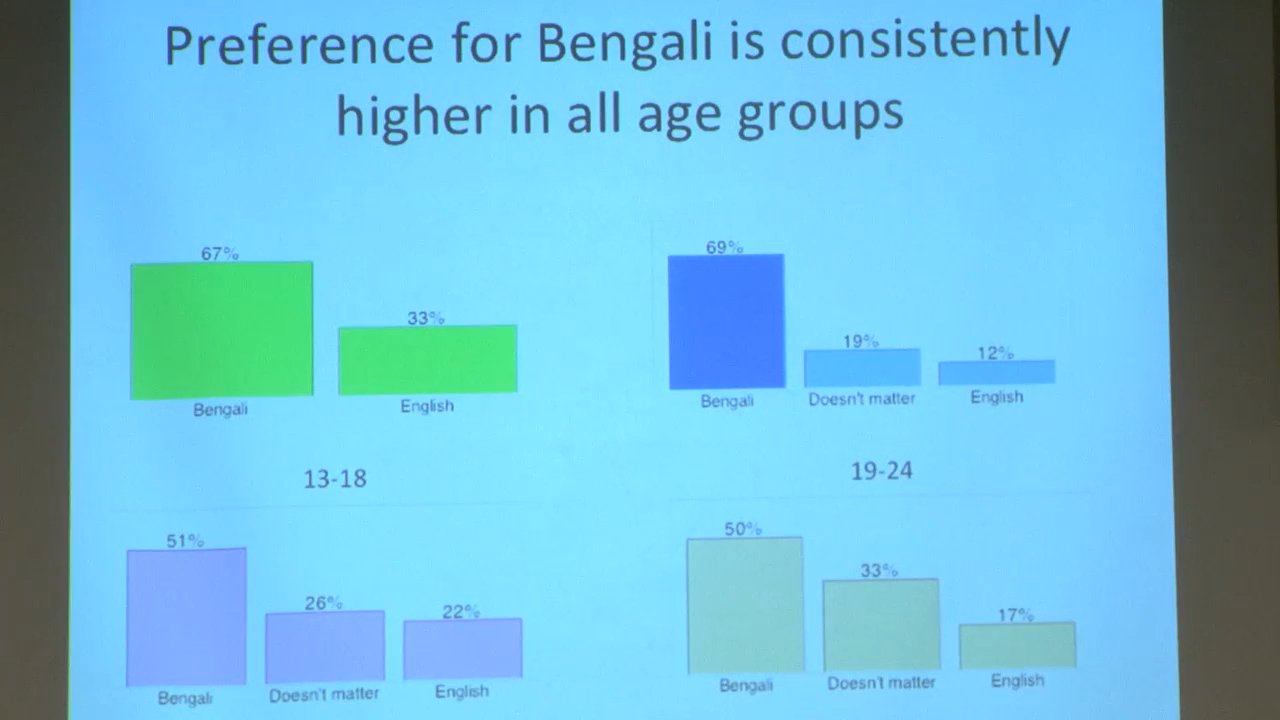 Preference for Bengali is consistently
higher in all age groups
67%
33%
Bengali
English
13-18
69%
19%
12%
Bengali
Doesn't matter
English
19-24
51%
26%
22%
Bengali
Doesn't matter
English
50%
33%
17%
Bengali
Doesn't matter
English